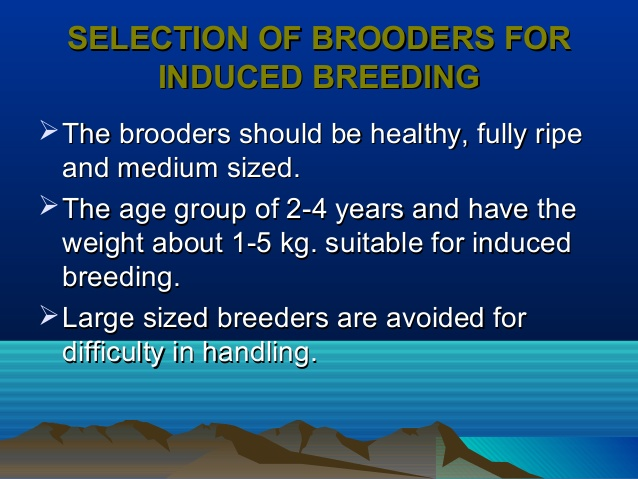 SELECTION OF BROODERS FOR
INDUCED BREEDING
➢The brooders should be healthy, fully ripe
and medium sized.
➢The age group of 2-4 years and have the
weight about 1-5 kg. suitable for induced
breeding.
➢Large sized breeders are avoided for
difficulty in handling.